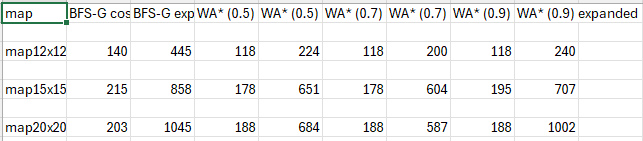 map BFS-G cos BFS-G exp WA* (0.5) WA* (0.5) WA* (0.7) WA* (0.7) WA* (0.9) WA* (0.9) expanded
map12x12 140 445 118 224 118 200 118 240
map15x15 215 858 178 651 178 604 195 707
map20x20 203 1045 188 684 188 587 188 1002